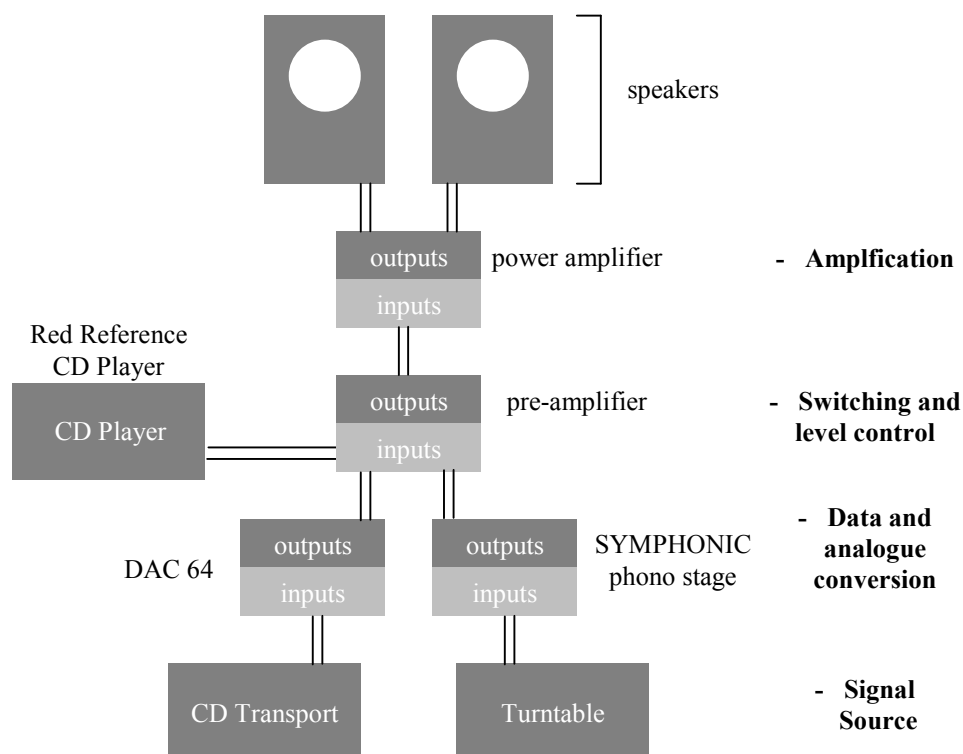 speakers
outputs
power amplifier
- Amplfication
inputs
Red Reference
CD Player
CD Player
outputs
pre-amplifier
- Switching and
level control
inputs
DAC 64
outputs
inputs
outputs
inputs
SYMPHONIC
phono stage
- Data and
analogue
conversion
CD Transport
Turntable
- Signal
Source